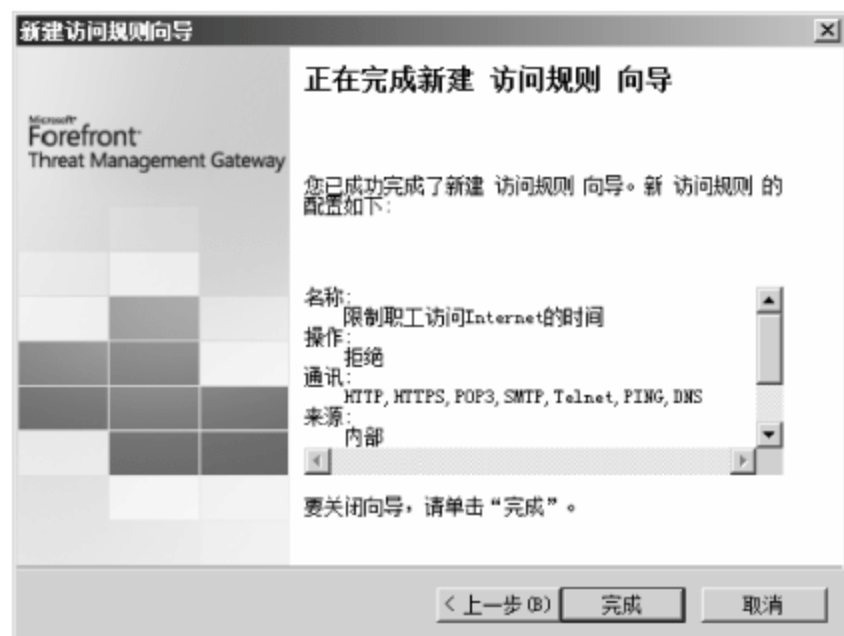 新建访问规则向导
正在完成新建 访问规则 向导
Microsoft
Forefront
Threat Management Gateway
您已成功完成了新建 访问规则 向导。新 访问规则 的
配置如下:
名称:
限制职工访问Internet的时间
操作:
拒绝
通讯:
HTTP,HTTPS,POP3,SMTP,Telnet,PING,DNS
来源:
内部
要关闭向导,请单击“完成”。
<上一步(B)
完成
取消